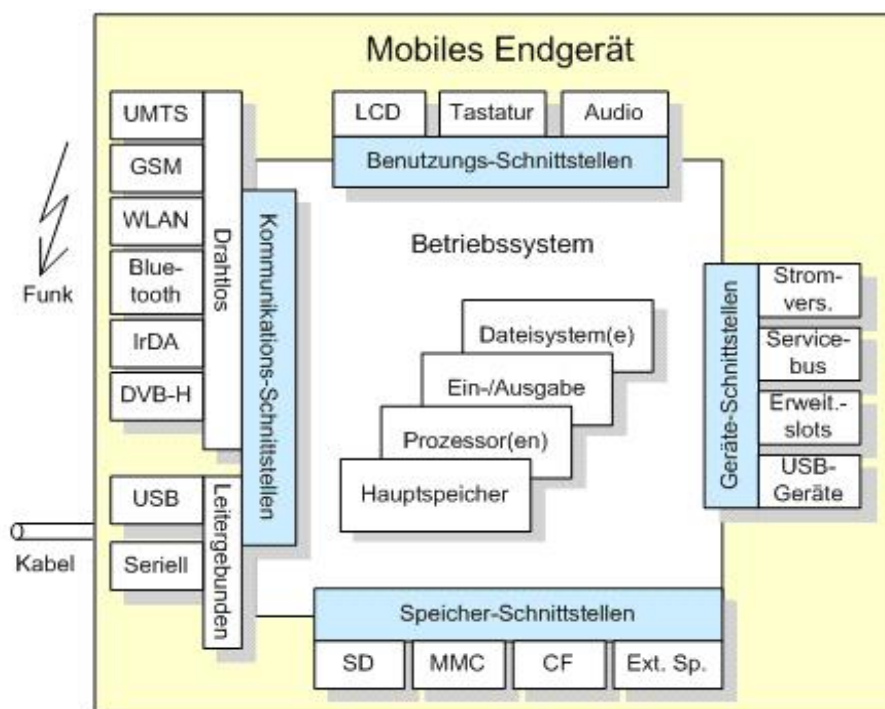 Mobiles Endgerät
UMTS
GSM
WLAN
Blue-
tooth
IrDA
DVB-H
Drahtlos
Funk
USB
Seriell
Leitergebunden
Kabel
Kommunikations-Schnittstellen
LCD
Tastatur
Audio
Benutzungs-Schnittstellen
Betriebssystem
Dateisystem(e)
Ein-/Ausgabe
Prozessor(en)
Hauptspeicher
Geräte-Schnittstellen
Strom-
vers.
Service-
bus
Erweit.-
slots
USB-
Geräte
Speicher-Schnittstellen
SD
MMC
CF
Ext. Sp.